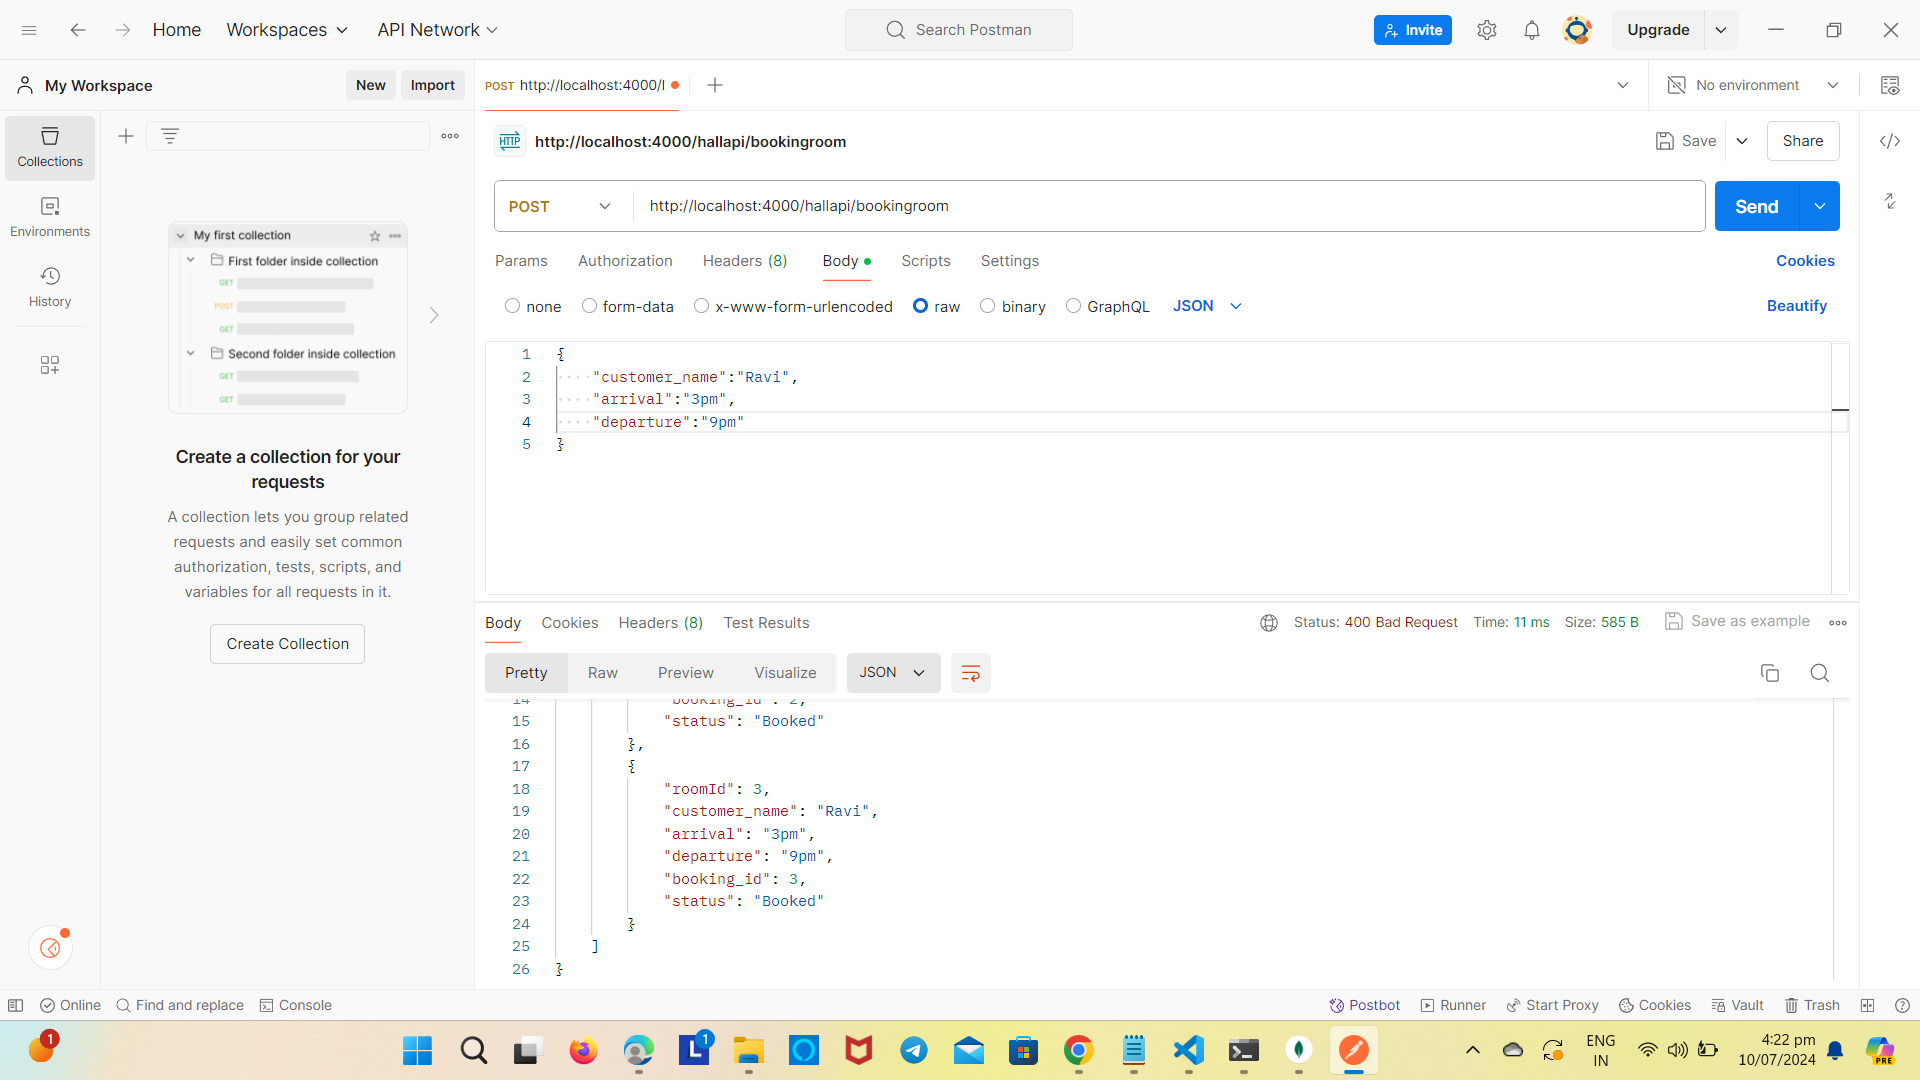 Home
Workspaces
API Network
Search Postman
Invite
Upgrade
My Workspace
New
Import
POST http://localhost:4000/l
No environment
Collections
Environments
History
My first collection
First folder inside collection
GET
POST
GET
Second folder inside collection
GET
GET
Create a collection for your
requests
A collection lets you group related
requests and easily set common
authorization, tests, scripts, and
variables for all requests in it.
Create Collection
HTTP http://localhost:4000/hallapi/bookingroom
Save
Share
POST
http://localhost:4000/hallapi/bookingroom
Send
Params
Authorization
Headers (8)
Body
Scripts
Settings
Cookies
none
form-data
x-www-form-urlencoded
raw
binary
GraphQL
JSON
Beautify
1 {
2 "customer_name":"Ravi",
3 "arrival":"3pm",
4 "departure":"9pm"
5 }
Body
Cookies
Headers (8)
Test Results
Status: 400 Bad Request
Time: 11 ms
Size: 585 B
Save as example
Pretty
Raw
Preview
Visualize
JSON
14 "booking_id": 2,
15 "status": "Booked"
16 },
17 {
18 "roomId": 3,
19 "customer_name": "Ravi",
20 "arrival": "3pm",
21 "departure": "9pm",
22 "booking_id": 3,
23 "status": "Booked"
24 }
25 ]
26 }
Online
Find and replace
Console
Postbot
Runner
Start Proxy
Cookies
Vault
Trash
1
L
1
ENG
IN
4:22 pm
10/07/2024
PRE